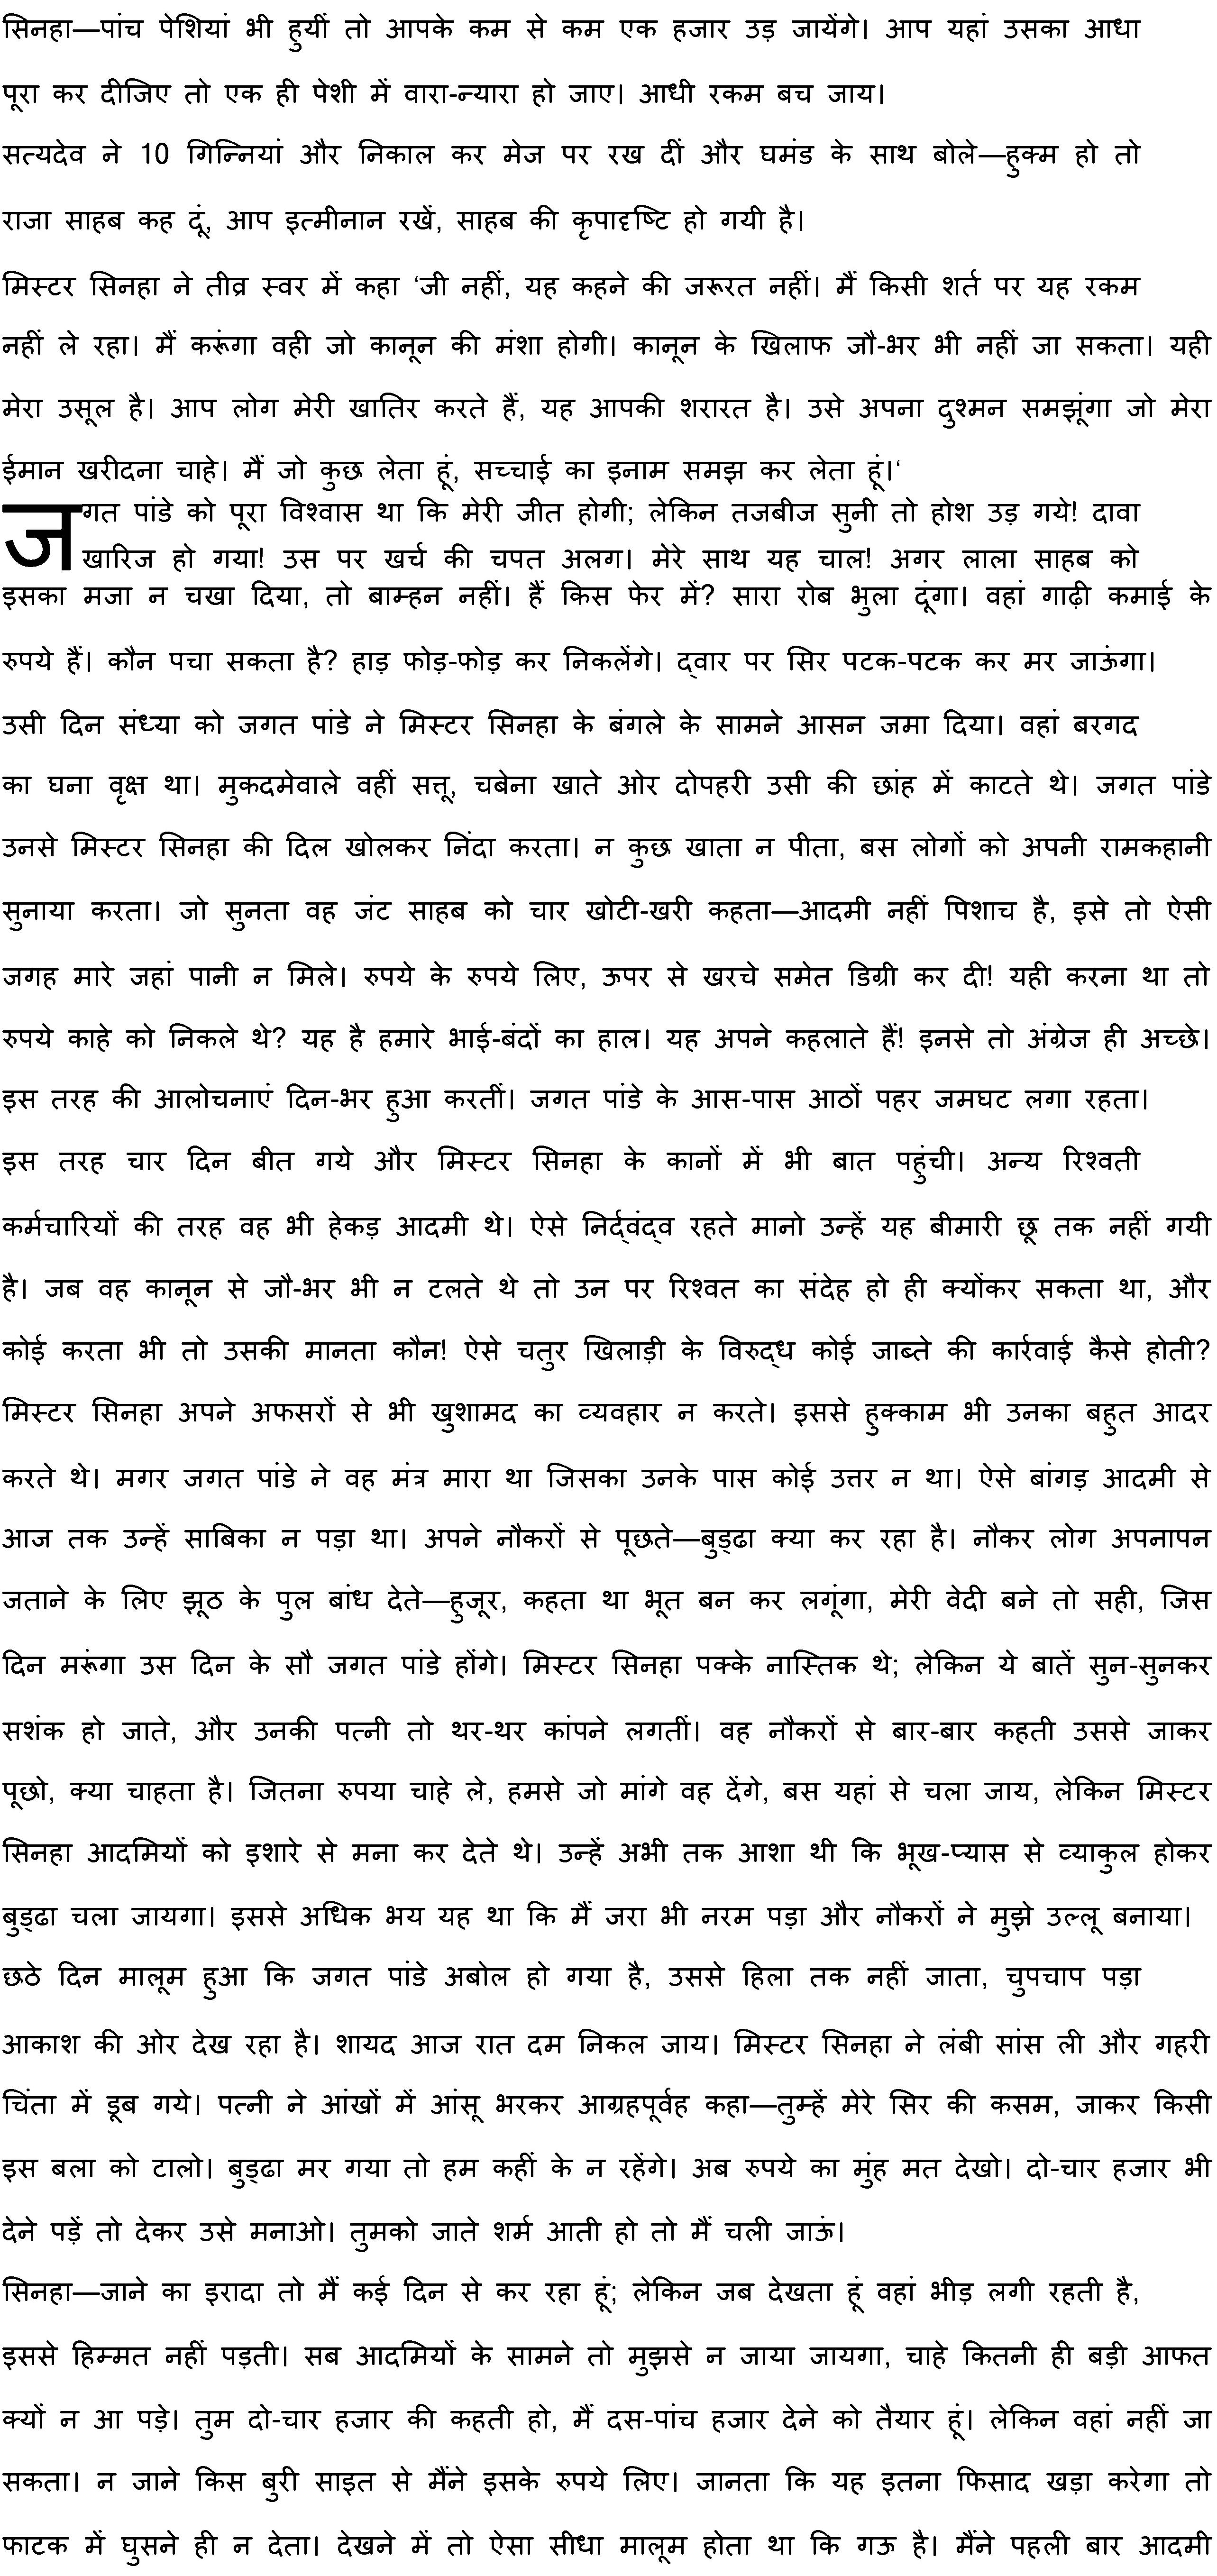 सिनहा—पांच पेशियां भी हुयीं तो आपके कम से कम एक हजार उड़ जायेंगे। आप यहां उसका आधा
पूरा कर दीजिए तो एक ही पेशी में वारा-न्यारा हो जाए। आधी रकम बच जाय।
सत्यदेव ने 10 गिन्नियां और निकाल कर मेज पर रख दीं और घमंड के साथ बोले—हुक्म हो तो
राजा साहब कह दूं, आप इत्मीनान रखें, साहब की कृपादृष्टि हो गयी है।
मिस्टर सिनहा ने तीव्र स्वर में कहा ‘जी नहीं, यह कहने की जरूरत नहीं। मैं किसी शर्त पर यह रकम
नहीं ले रहा। मैं करूंगा वही जो कानून की मंशा होगी। कानून के खिलाफ जौ-भर भी नहीं जा सकता। यही
मेरा उसूल है। आप लोग मेरी खातिर करते हैं, यह आपकी शरारत है। उसे अपना दुश्मन समझूंगा जो मेरा
ईमान खरीदना चाहे। मैं जो कुछ लेता हूं, सच्चाई का इनाम समझ कर लेता हूं।‘
जगत पांडे को पूरा विश्वास था कि मेरी जीत होगी; लेकिन तजबीज सुनी तो होश उड़ गये! दावा
खारिज हो गया! उस पर खर्च की चपत अलग। मेरे साथ यह चाल! अगर लाला साहब को
इसका मजा न चखा दिया, तो बाम्हन नहीं। हैं किस फेर में? सारा रोब भुला दूंगा। वहां गाढ़ी कमाई के
रुपये हैं। कौन पचा सकता है? हाड़ फोड़-फोड़ कर निकलेंगे। द्‌वार पर सिर पटक-पटक कर मर जाऊंगा।
उसी दिन संध्या को जगत पांडे ने मिस्टर सिनहा के बंगले के सामने आसन जमा दिया। वहां बरगद
का घना वृक्ष था। मुकदमेवाले वहीं सत्तू, चबेना खाते ओर दोपहरी उसी की छांह में काटते थे। जगत पांडे
उनसे मिस्टर सिनहा की दिल खोलकर निंदा करता। न कुछ खाता न पीता, बस लोगों को अपनी रामकहानी
सुनाया करता। जो सुनता वह जंट साहब को चार खोटी-खरी कहता—आदमी नहीं पिशाच है, इसे तो ऐसी
जगह मारे जहां पानी न मिले। रुपये के रुपये लिए, ऊपर से खरचे समेत डिग्री कर दी! यही करना था तो
रुपये काहे को निकले थे? यह है हमारे भाई-बंदों का हाल। यह अपने कहलाते हैं! इनसे तो अंग्रेज ही अच्छे।
इस तरह की आलोचनाएं दिन-भर हुआ करतीं। जगत पांडे के आस-पास आठों पहर जमघट लगा रहता।
इस तरह चार दिन बीत गये और मिस्टर सिनहा के कानों में भी बात पहुंची। अन्य रिश्वती
कर्मचारियों की तरह वह भी हेकड़ आदमी थे। ऐसे निर्द्‌वंद्‌व रहते मानो उन्हें यह बीमारी छू तक नहीं गयी
है। जब वह कानून से जौ-भर भी न टलते थे तो उन पर रिश्वत का संदेह हो ही क्योंकर सकता था, और
कोई करता भी तो उसकी मानता कौन! ऐसे चतुर खिलाड़ी के विरुद्‌ध कोई जाब्ते की कार्रवाई कैसे होती?
मिस्टर सिनहा अपने अफसरों से भी खुशामद का व्यवहार न करते। इससे हुक्काम भी उनका बहुत आदर
करते थे। मगर जगत पांडे ने वह मंत्र मारा था जिसका उनके पास कोई उत्तर न था। ऐसे बांगड़ आदमी से
आज तक उन्हें साबिका न पड़ा था। अपने नौकरों से पूछते—बुड्‌ढा क्या कर रहा है। नौकर लोग अपनापन
जताने के लिए झूठ के पुल बांध देते—हुजूर, कहता था भूत बन कर लगूंगा, मेरी वेदी बने तो सही, जिस
दिन मरूंगा उस दिन के सौ जगत पांडे होंगे। मिस्टर सिनहा पक्के नास्तिक थे; लेकिन ये बातें सुन-सुनकर
सशंक हो जाते, और उनकी पत्नी तो थर-थर कांपने लगतीं। वह नौकरों से बार-बार कहती उससे जाकर
पूछो, क्या चाहता है। जितना रुपया चाहे ले, हमसे जो मांगे वह देंगे, बस यहां से चला जाय, लेकिन मिस्टर
सिनहा आदमियों को इशारे से मना कर देते थे। उन्हें अभी तक आशा थी कि भूख-प्यास से व्याकुल होकर
बुड्‌ढा चला जायगा। इससे अधिक भय यह था कि मैं जरा भी नरम पड़ा और नौकरों ने मुझे उल्लू बनाया।
छठे दिन मालूम हुआ कि जगत पांडे अबोल हो गया है, उससे हिला तक नहीं जाता, चुपचाप पड़ा
आकाश की ओर देख रहा है। शायद आज रात दम निकल जाय। मिस्टर सिनहा ने लंबी सांस ली और गहरी
चिंता में डूब गये। पत्नी ने आंखों में आंसू भरकर आग्रहपूर्वह कहा—तुम्हें मेरे सिर की कसम, जाकर किसी
इस बला को टालो। बुड्‌ढा मर गया तो हम कहीं के न रहेंगे। अब रुपये का मुंह मत देखो। दो-चार हजार भी
देने पड़ें तो देकर उसे मनाओ। तुमको जाते शर्म आती हो तो मैं चली जाऊं।
सिनहा—जाने का इरादा तो मैं कई दिन से कर रहा हूं; लेकिन जब देखता हूं वहां भीड़ लगी रहती है,
इससे हिम्मत नहीं पड़ती। सब आदमियों के सामने तो मुझसे न जाया जायगा, चाहे कितनी ही बड़ी आफत
क्यों न आ पड़े। तुम दो-चार हजार की कहती हो, मैं दस-पांच हजार देने को तैयार हूं। लेकिन वहां नहीं जा
सकता। न जाने किस बुरी साइत से मैंने इसके रुपये लिए। जानता कि यह इतना फिसाद खड़ा करेगा तो
फाटक में घुसने ही न देता। देखने में तो ऐसा सीधा मालूम होता था कि गऊ है। मैंने पहली बार आदमी